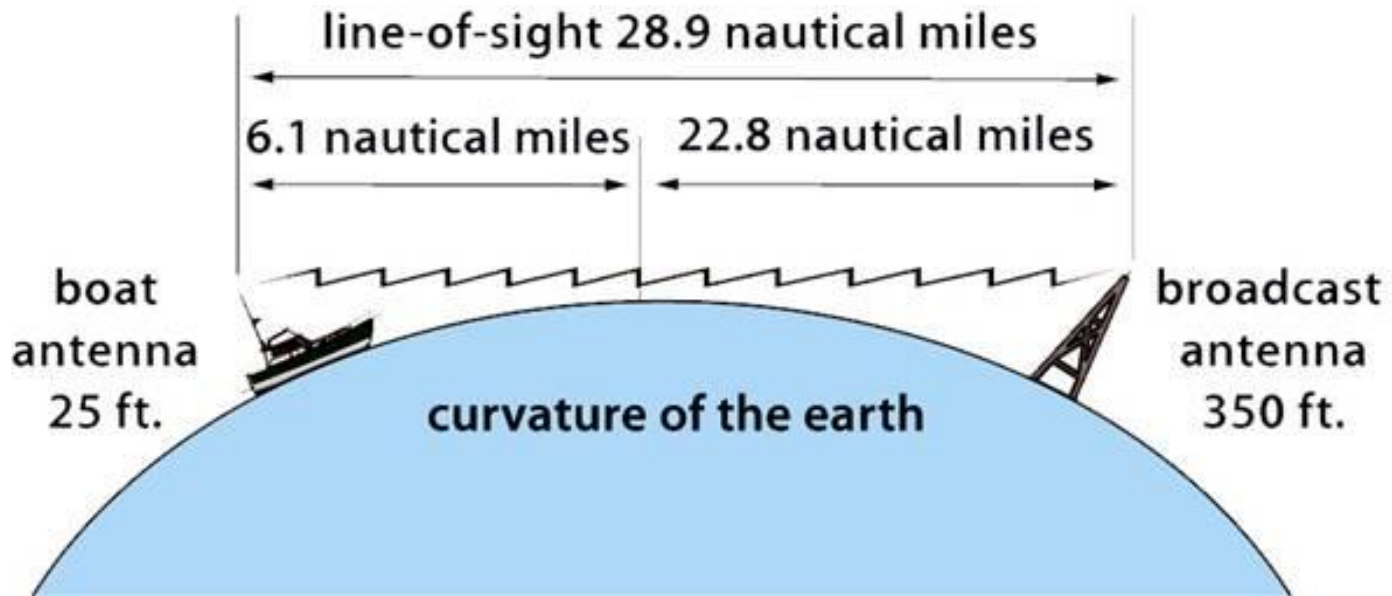 line-of-sight 28.9 nautical miles
6.1 nautical miles
22.8 nautical miles
boat
antenna
25 ft.
curvature of the earth
broadcast
antenna
350 ft.